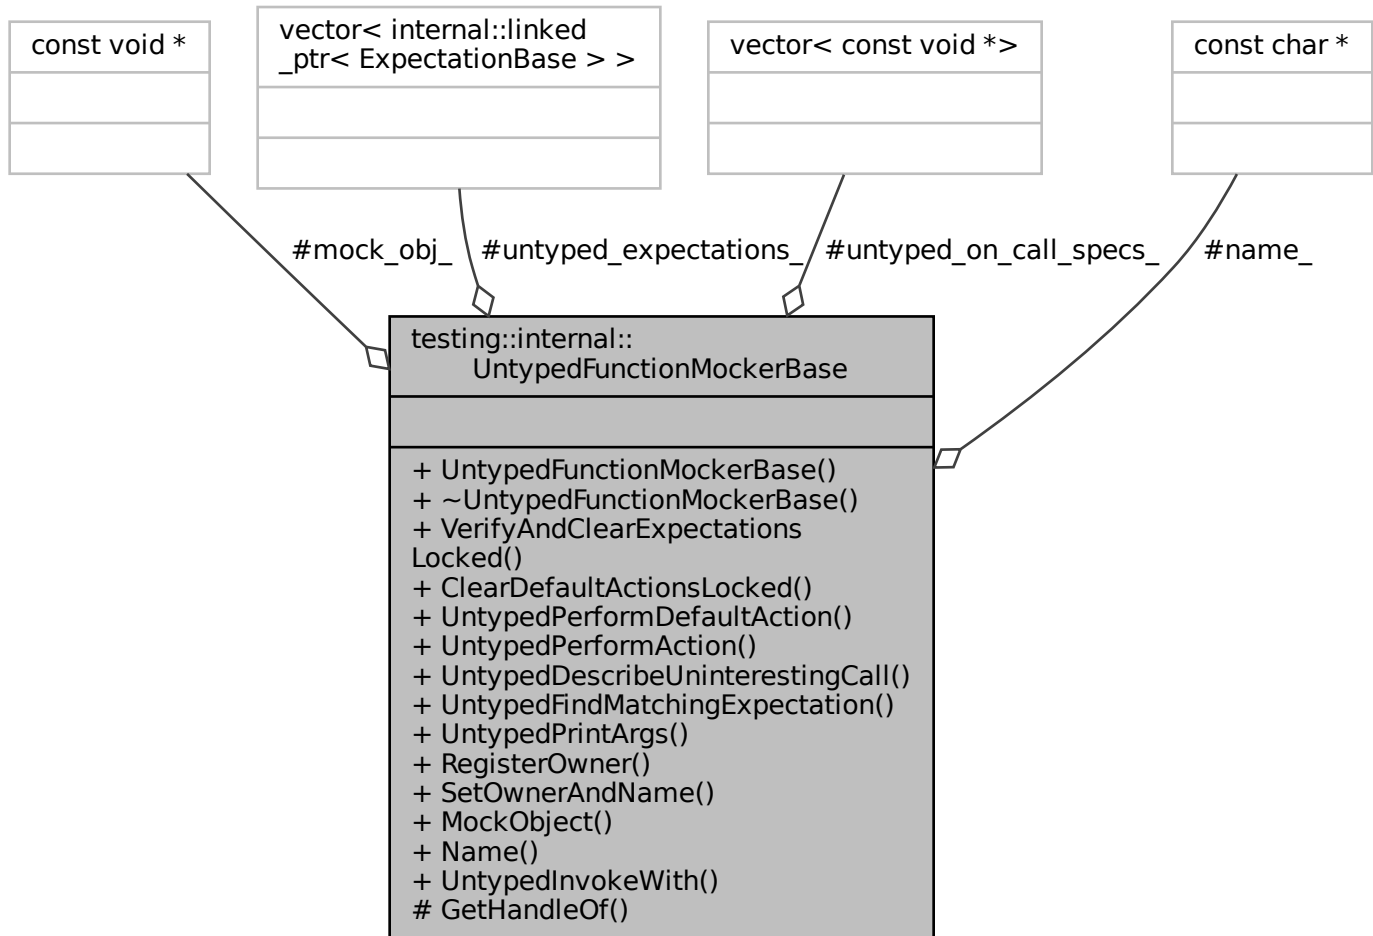 const void *
vector< internal::linked
_ptr< ExpectationBase > >
vector< const void *>
const char *
#mock_obj_
#untyped_expectations_
#untyped_on_call_specs_
#name_
testing::internal::
UntypedFunctionMockerBase
+ UntypedFunctionMockerBase()
+ ~UntypedFunctionMockerBase()
+ VerifyAndClearExpectations
Locked()
+ ClearDefaultActionsLocked()
+ UntypedPerformDefaultAction()
+ UntypedPerformAction()
+ UntypedDescribeUninterestingCall()
+ UntypedFindMatchingExpectation()
+ UntypedPrintArgs()
+ RegisterOwner()
+ SetOwnerAndName()
+ MockObject()
+ Name()
+ UntypedInvokeWith()
# GetHandleOf()